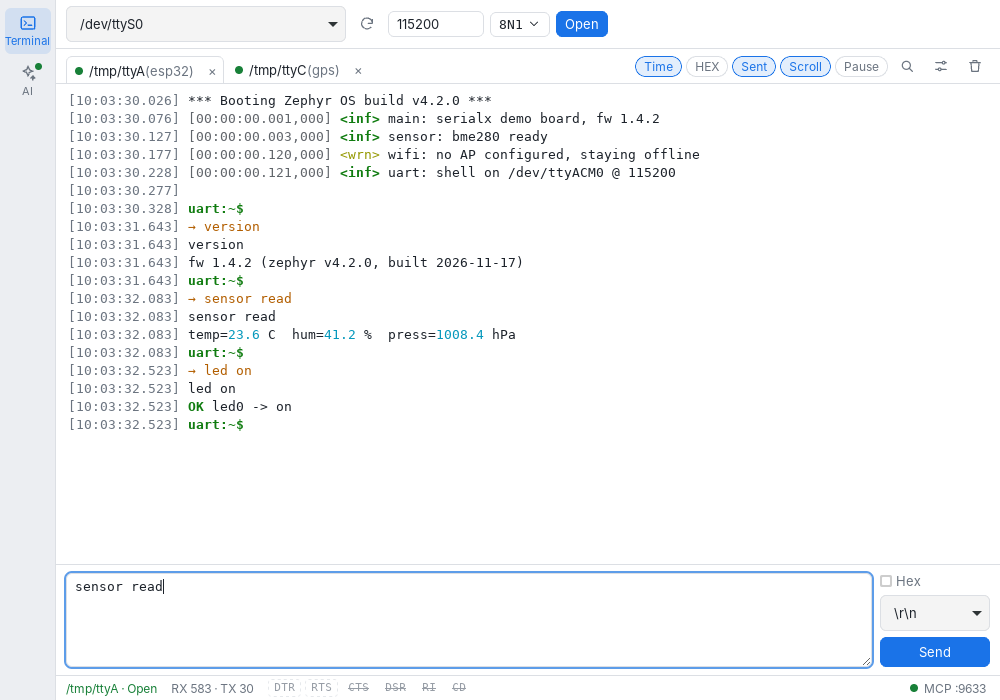 /dev/ttyS0 115200 8N1 Open
Terminal
AI
/tmp/ttyA(esp32) × /tmp/ttyC(gps) × Time HEX Sent Scroll Pause
[10:03:30.026] *** Booting Zephyr OS build v4.2.0 ***
[10:03:30.076] [00:00:00.001,000] <inf> main: serialx demo board, fw 1.4.2
[10:03:30.127] [00:00:00.003,000] <inf> sensor: bme280 ready
[10:03:30.177] [00:00:00.120,000] <wrn> wifi: no AP configured, staying offline
[10:03:30.228] [00:00:00.121,000] <inf> uart: shell on /dev/ttyACM0 @ 115200
[10:03:30.277]
[10:03:30.328] uart:~$
[10:03:31.643] → version
[10:03:31.643] version
[10:03:31.643] fw 1.4.2 (zephyr v4.2.0, built 2026-11-17)
[10:03:31.643] uart:~$
[10:03:32.083] → sensor read
[10:03:32.083] sensor read
[10:03:32.083] temp=23.6 C  hum=41.2 %  press=1008.4 hPa
[10:03:32.083] uart:~$
[10:03:32.523] → led on
[10:03:32.523] led on
[10:03:32.523] OK led0 -> on
[10:03:32.523] uart:~$
sensor read
Hex
\r\n
Send
/tmp/ttyA · Open RX 583 · TX 30 DTR RTS CTS DSR RI CD MCP :9633